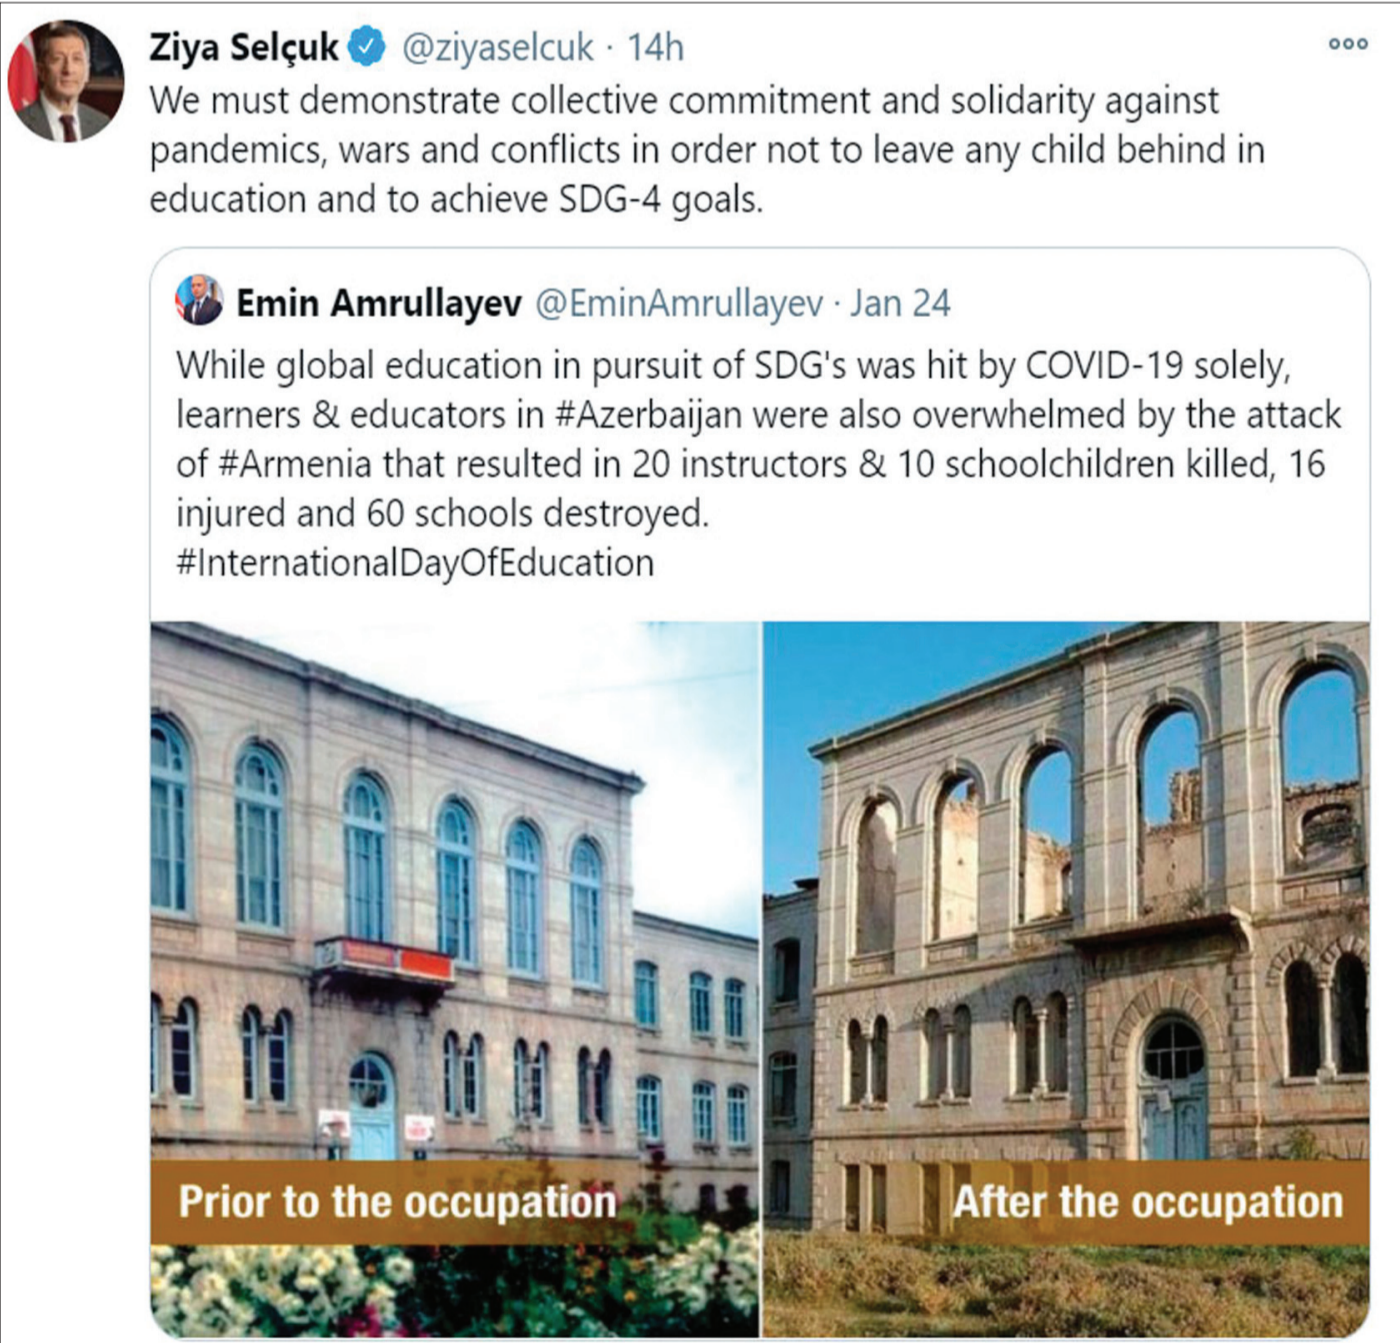 Ziya Selçuk @ziyaselcuk · 14h
We must demonstrate collective commitment and solidarity against
pandemics, wars and conflicts in order not to leave any child behind in
education and to achieve SDG-4 goals.
Emin Amrullayev @EminAmrullayev · Jan 24
While global education in pursuit of SDG's was hit by COVID-19 solely,
learners & educators in #Azerbaijan were also overwhelmed by the attack
of #Armenia that resulted in 20 instructors & 10 schoolchildren killed, 16
injured and 60 schools destroyed.
#InternationalDayOfEducation
Prior to the occupation
After the occupation